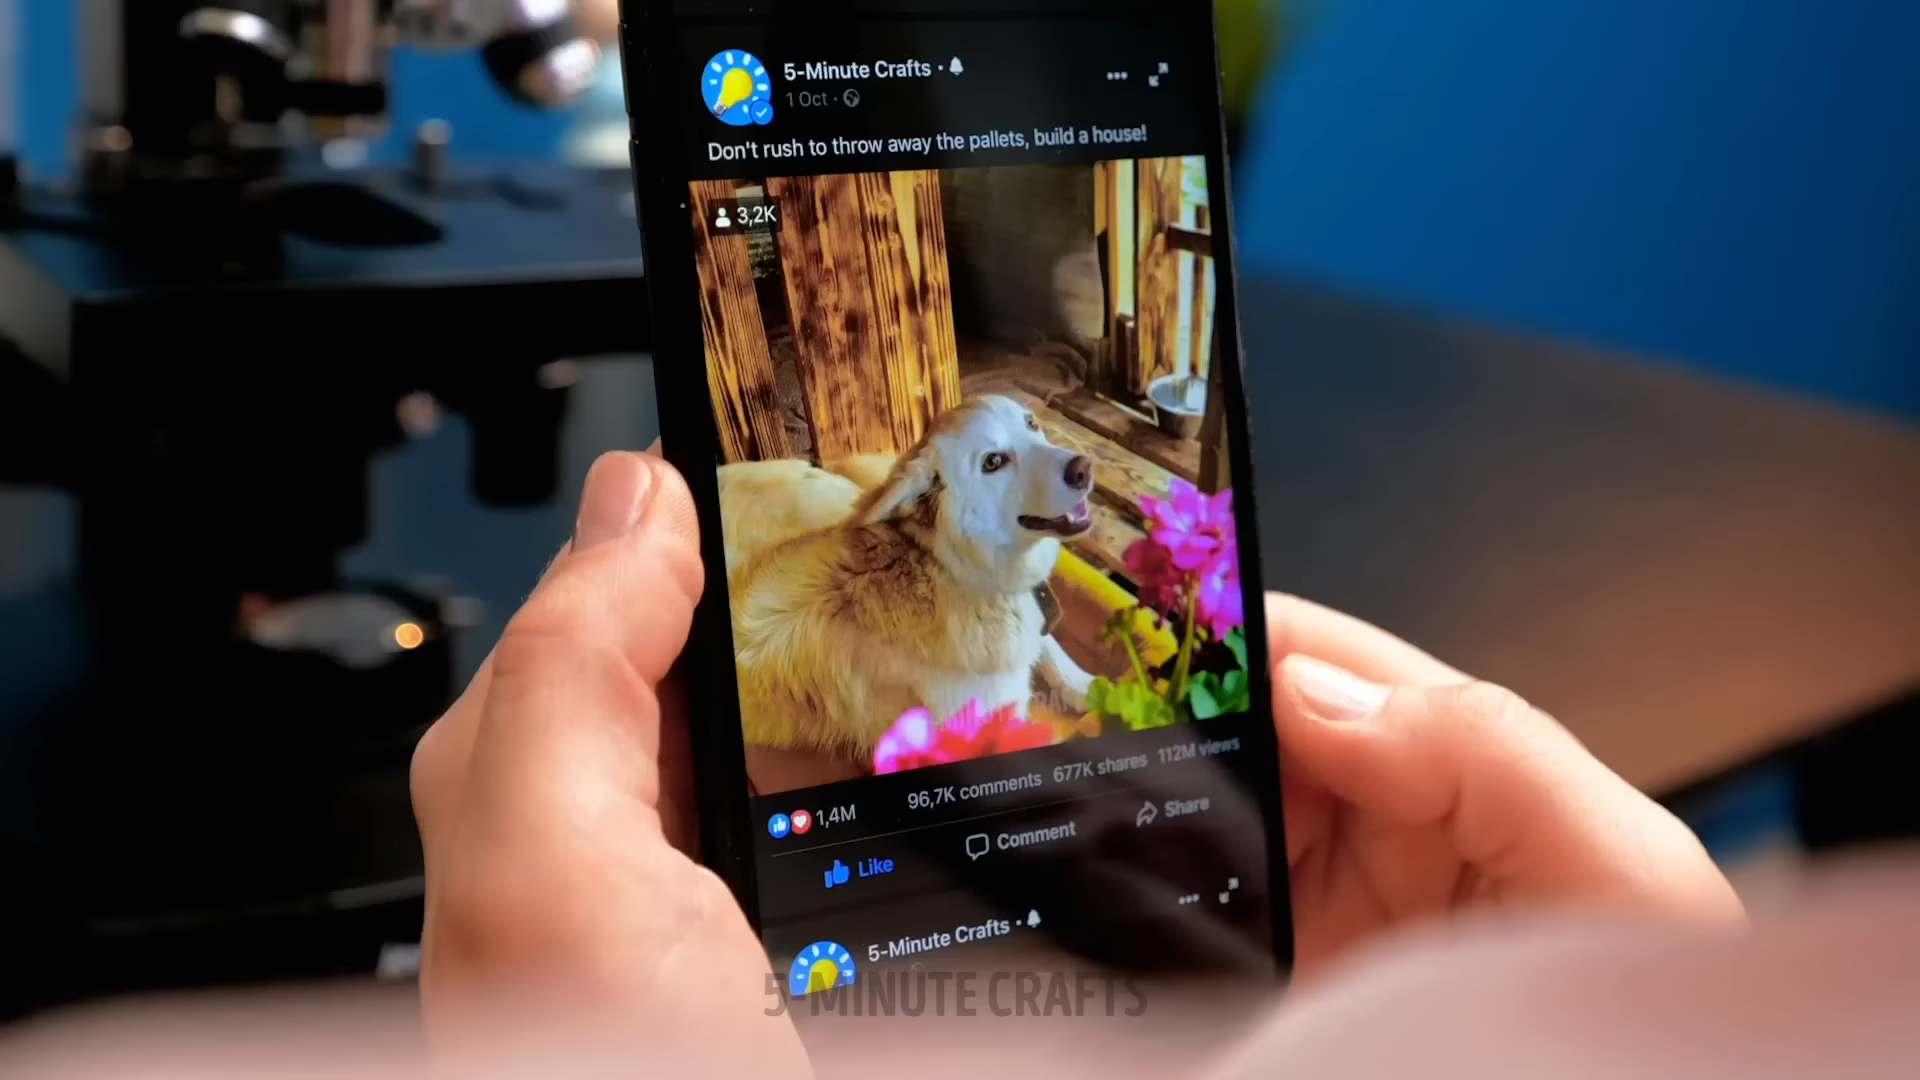 5-Minute Crafts ·
1 Oct ·
Don't rush to throw away the pallets, build a house!
3,2K
1,4M
96,7K comments 677K shares 112M views
Like
Comment
Share
5-Minute Crafts ·
5-MINUTE CRAFTS